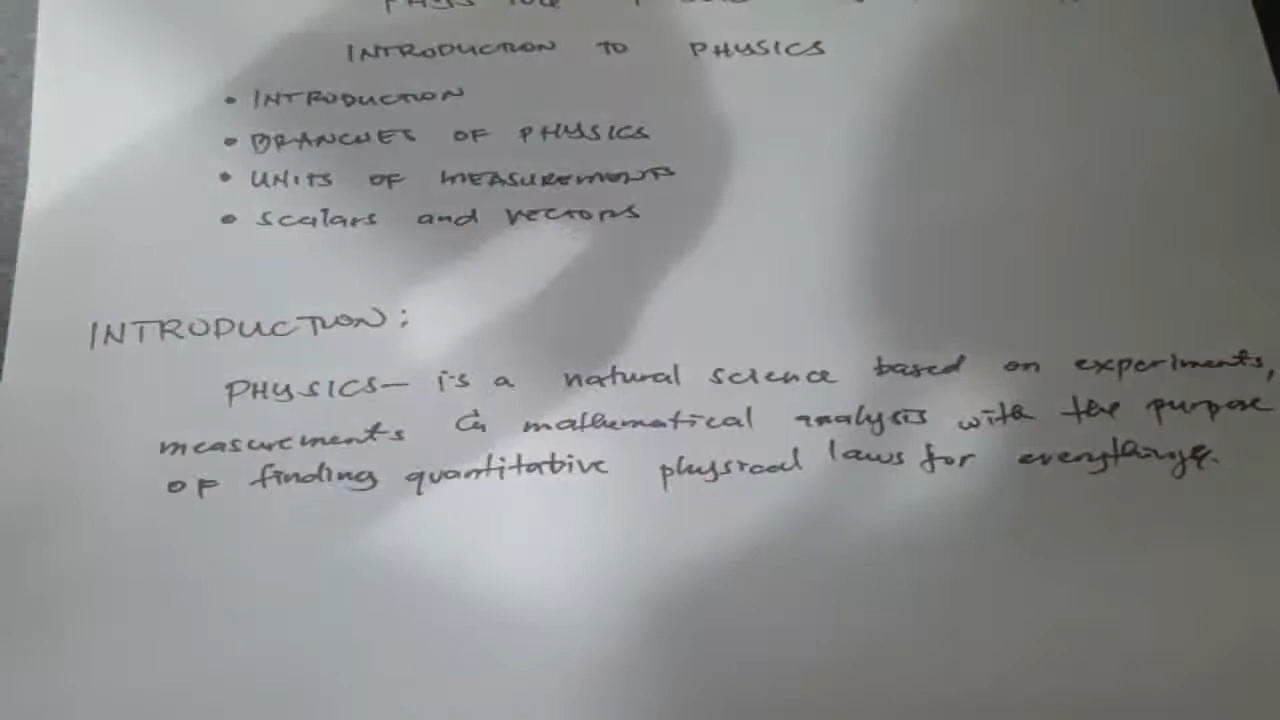 INTRODUCTION TO PHYSICS
• INTRODUCTION
• BRANCHES OF PHYSICS
• UNITS OF MEASUREMENTS
• Scalars and vectors
INTRODUCTION:
PHYSICS- is a natural science based on experiments,
measurements & mathematical analysis with the purpose
of finding quantitative physical laws for everything.